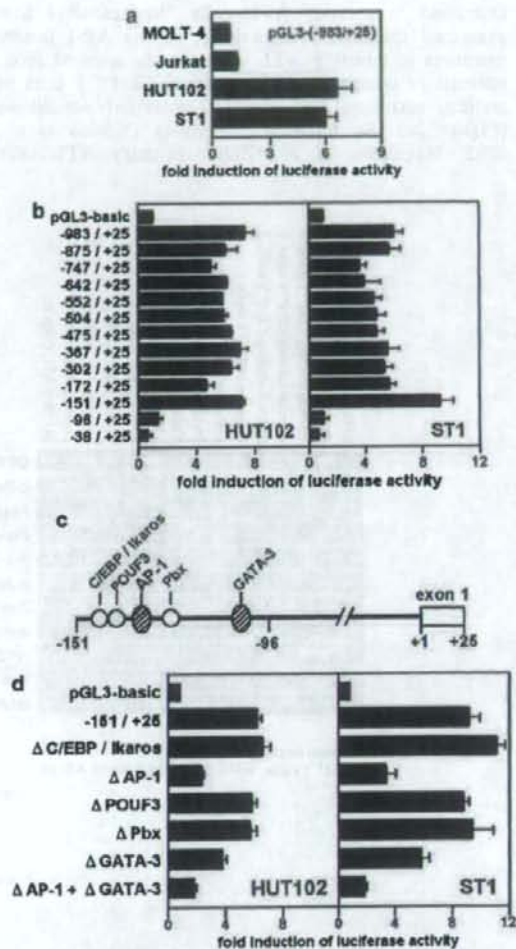 a
MOLT-4
pGL3-(-983/+25)
Jurkat
HUT102
ST1
0 3 6 9
fold induction of luciferase activity
b
pGL3-basic
-983 / +25
-875 / +25
-747 / +25
-642 / +25
-552 / +25
-504 / +25
-475 / +25
-367 / +25
-302 / +25
-172 / +25
-151 / +25
-96 / +25
-38 / +25
HUT102
ST1
0 4 8 0 4 8 12
fold induction of luciferase activity
c
C/EBP / Ikaros
POUF3
AP-1
Pbx
GATA-3
exon 1
-151
-96
+1
+25
d
pGL3-basic
-151 / +25
Δ C/EBP / Ikaros
Δ AP-1
Δ POUF3
Δ Pbx
Δ GATA-3
Δ AP-1 + Δ GATA-3
HUT102
ST1
0 4 8 0 4 8 12
fold induction of luciferase activity